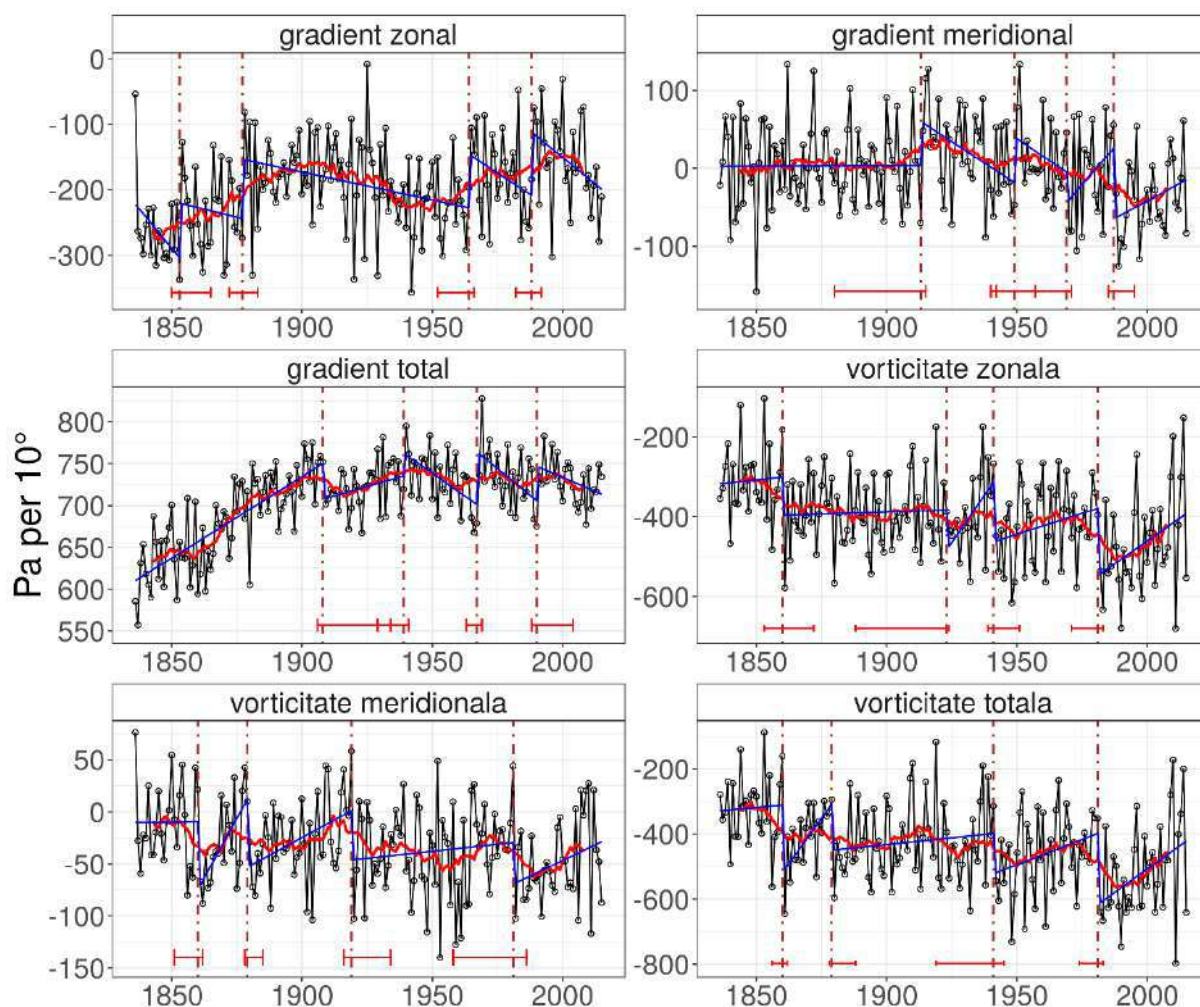 gradient zonal
gradient meridional
0
-100
-200
-300
100
0
-100
1850 1900 1950 2000
1850 1900 1950 2000
gradient total
vorticitate zonala
Pa per 10°
800
750
700
650
600
550
-200
-400
-600
1850 1900 1950 2000
1850 1900 1950 2000
vorticitate meridionala
vorticitate totala
50
0
-50
-100
-150
-200
-400
-600
-800
1850 1900 1950 2000
1850 1900 1950 2000